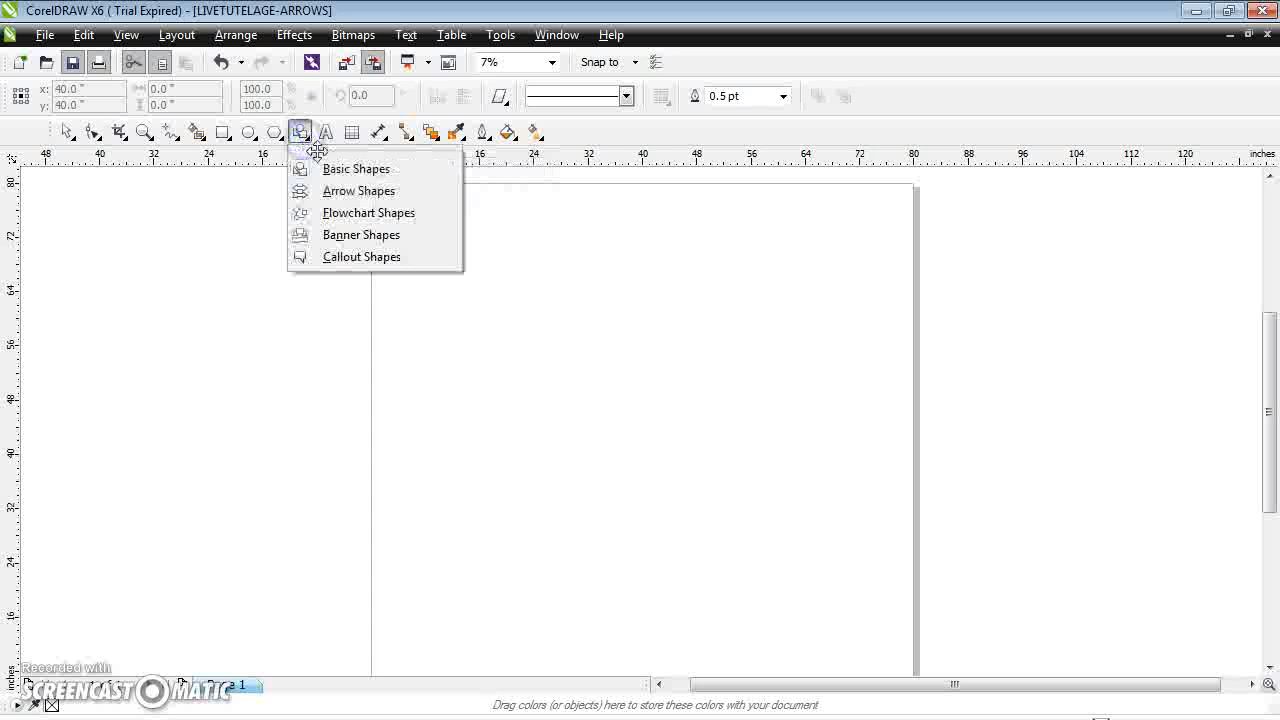 CorelDRAW X6 ( Trial Expired) - [LIVETUTELAGE-ARROWS]
File Edit View Layout Arrange Effects Bitmaps Text Table Tools Window Help
7% Snap to
x: 40.0 " 0.0 " 100.0 % 0.0 ° 0.5 pt
y: 40.0 " 0.0 " 100.0 %
48 40 32 24 16 16 24 32 40 48 56 64 72 80 88 96 104 112 120 inches
Basic Shapes
Arrow Shapes
Flowchart Shapes
Banner Shapes
Callout Shapes
80
72
64
56
48
40
32
24
16
inches
Recorded with
SCREENCAST MATIC
Page 1
Drag colors (or objects) here to store these colors with your document